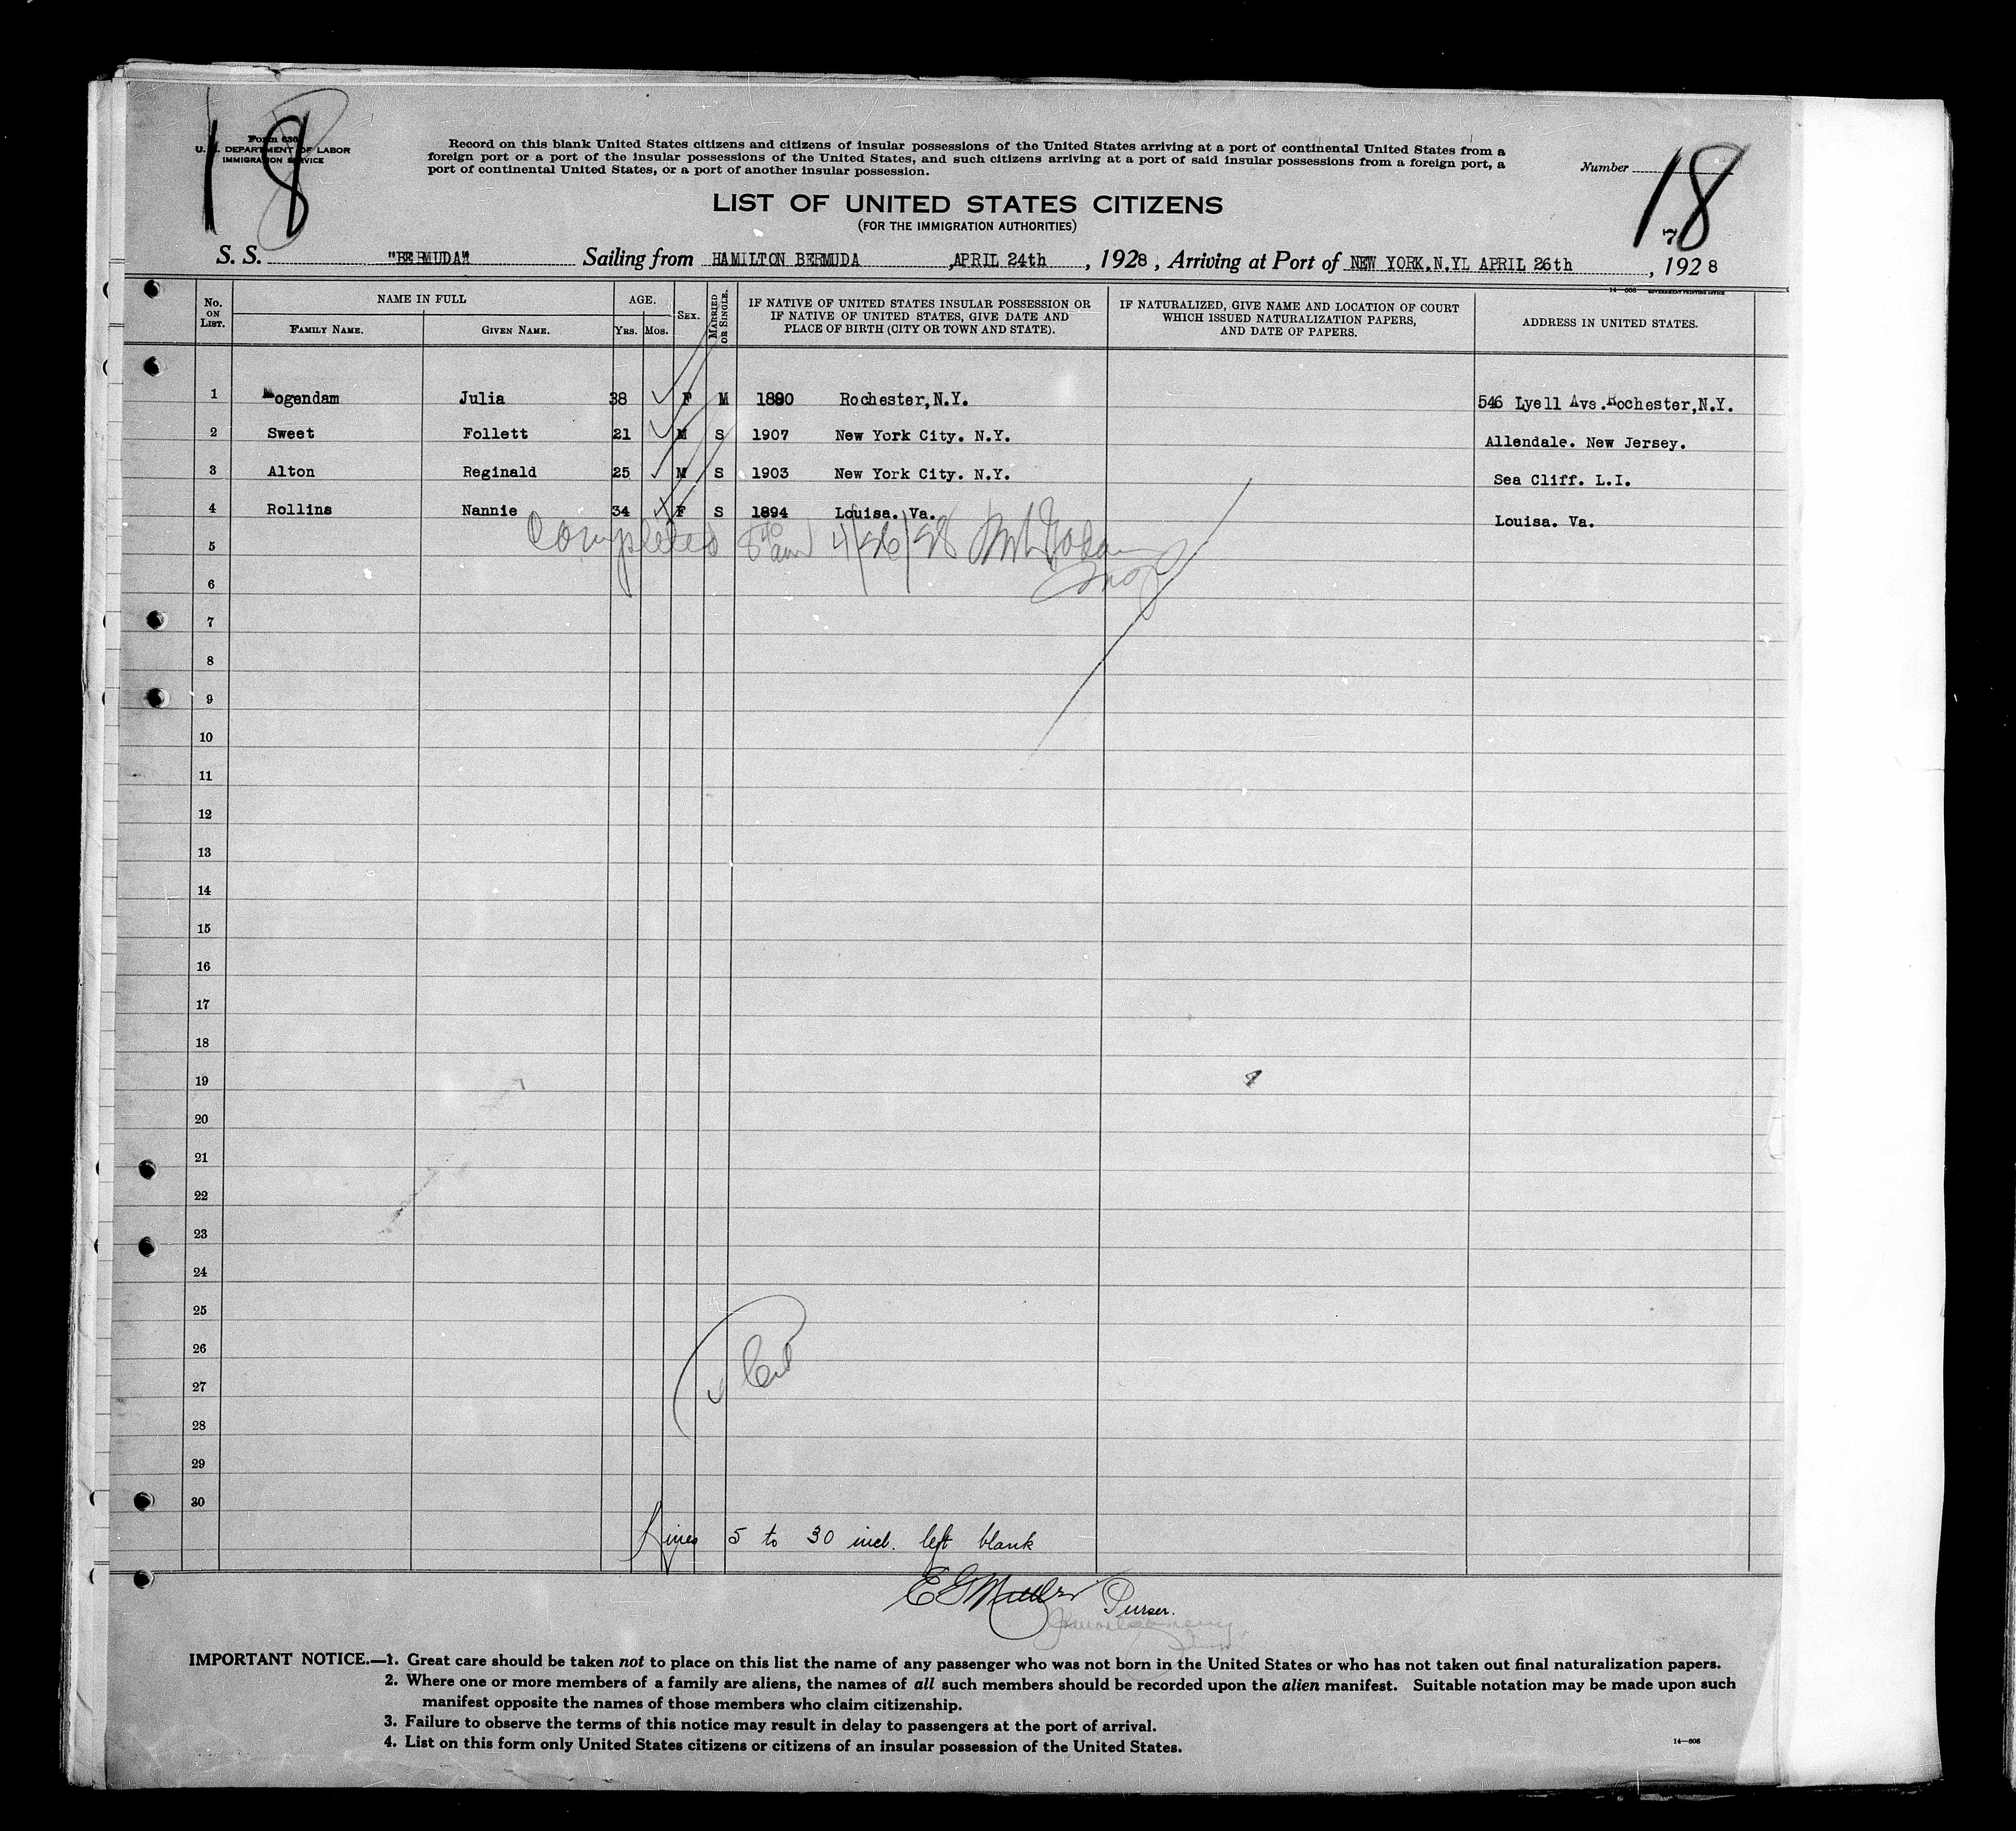 18
Form 630
U. S. DEPARTMENT OF LABOR
IMMIGRATION SERVICE
Record on this blank United States citizens and citizens of insular possessions of the United States arriving at a port of continental United States from a
foreign port or a port of the insular possessions of the United States, and such citizens arriving at a port of said insular possessions from a foreign port, a
port of continental United States, or a port of another insular possession.
Number 18
LIST OF UNITED STATES CITIZENS
(FOR THE IMMIGRATION AUTHORITIES)
S. S. "BERMUDA" Sailing from HAMILTON BERMUDA ,APRIL 24th , 1928 , Arriving at Port of NEW YORK.N.YL APRIL 26th , 1928
14—608 GOVERNMENT PRINTING OFFICE
No. ON LIST. NAME IN FULL FAMILY NAME. GIVEN NAME. AGE. YRS. MOS. SEX. MARRIED OR SINGLE. IF NATIVE OF UNITED STATES INSULAR POSSESSION OR IF NATIVE OF UNITED STATES, GIVE DATE AND PLACE OF BIRTH (CITY OR TOWN AND STATE). IF NATURALIZED, GIVE NAME AND LOCATION OF COURT WHICH ISSUED NATURALIZATION PAPERS, AND DATE OF PAPERS. ADDRESS IN UNITED STATES.
1 ogendam Julia 38 F M 1890 Rochester,N.Y. 546 Lyell Avs.Rochester,N.Y.
2 Sweet Follett 21 M S 1907 New York City. N.Y. Allendale. New Jersey.
3 Alton Reginald 25 M S 1903 New York City. N.Y. Sea Cliff. L.I.
4 Rollins Nannie 34 F S 1894 Louisa. Va. Louisa. Va.
Completed 4/26/28
5
6
7
8
9
10
11
12
13
14
15
16
17
18
19
20
21
22
23
24
25
26
27
28
29
30
Lines 5 to 30 incl. left blank
E G Miller Purser.
IMPORTANT NOTICE.—1. Great care should be taken not to place on this list the name of any passenger who was not born in the United States or who has not taken out final naturalization papers.
2. Where one or more members of a family are aliens, the names of all such members should be recorded upon the alien manifest. Suitable notation may be made upon such
manifest opposite the names of those members who claim citizenship.
3. Failure to observe the terms of this notice may result in delay to passengers at the port of arrival.
4. List on this form only United States citizens or citizens of an insular possession of the United States.
14—608